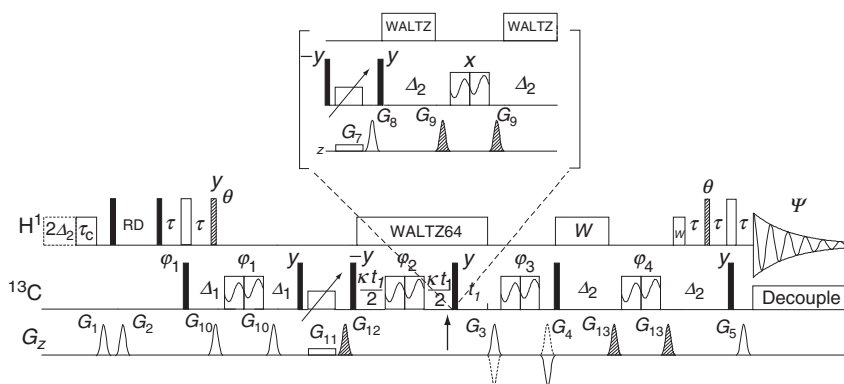 WALTZ WALTZ
−y y Δ₂ x Δ₂
G₇ G₈ G₉ G₉
z
y θ θ Ψ
H¹ 2Δ₂ τc RD τ τ WALTZ64 W W τ τ
¹³C φ₁ Δ₁ φ₁ Δ₁ y −y κt₁/2 φ₂ κt₁/2 y t₁ φ₃ Δ₂ φ₄ Δ₂ y Decouple
Gz G₁ G₂ G₁₀ G₁₀ G₁₁ G₁₂ G₃ G₄ G₁₃ G₁₃ G₅